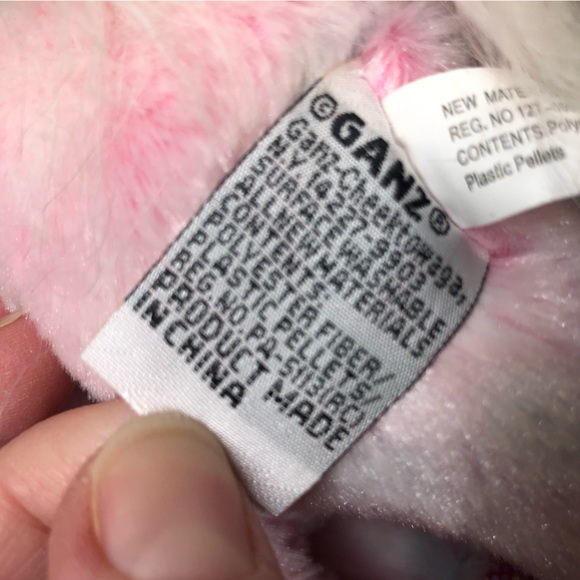 ©GANZ®
Ganz-Cheektowaga,
N.Y. 14227-9903
SURFACE WASHABLE
ALL NEW MATERIALS
CONTENTS:
POLYESTER FIBER/
PLASTIC PELLETS/
REG. NO. PA-5113(RC)
PRODUCT MADE
IN CHINA
NEW MATE
REG. NO 127
CONTENTS Poly
Plastic Pellets